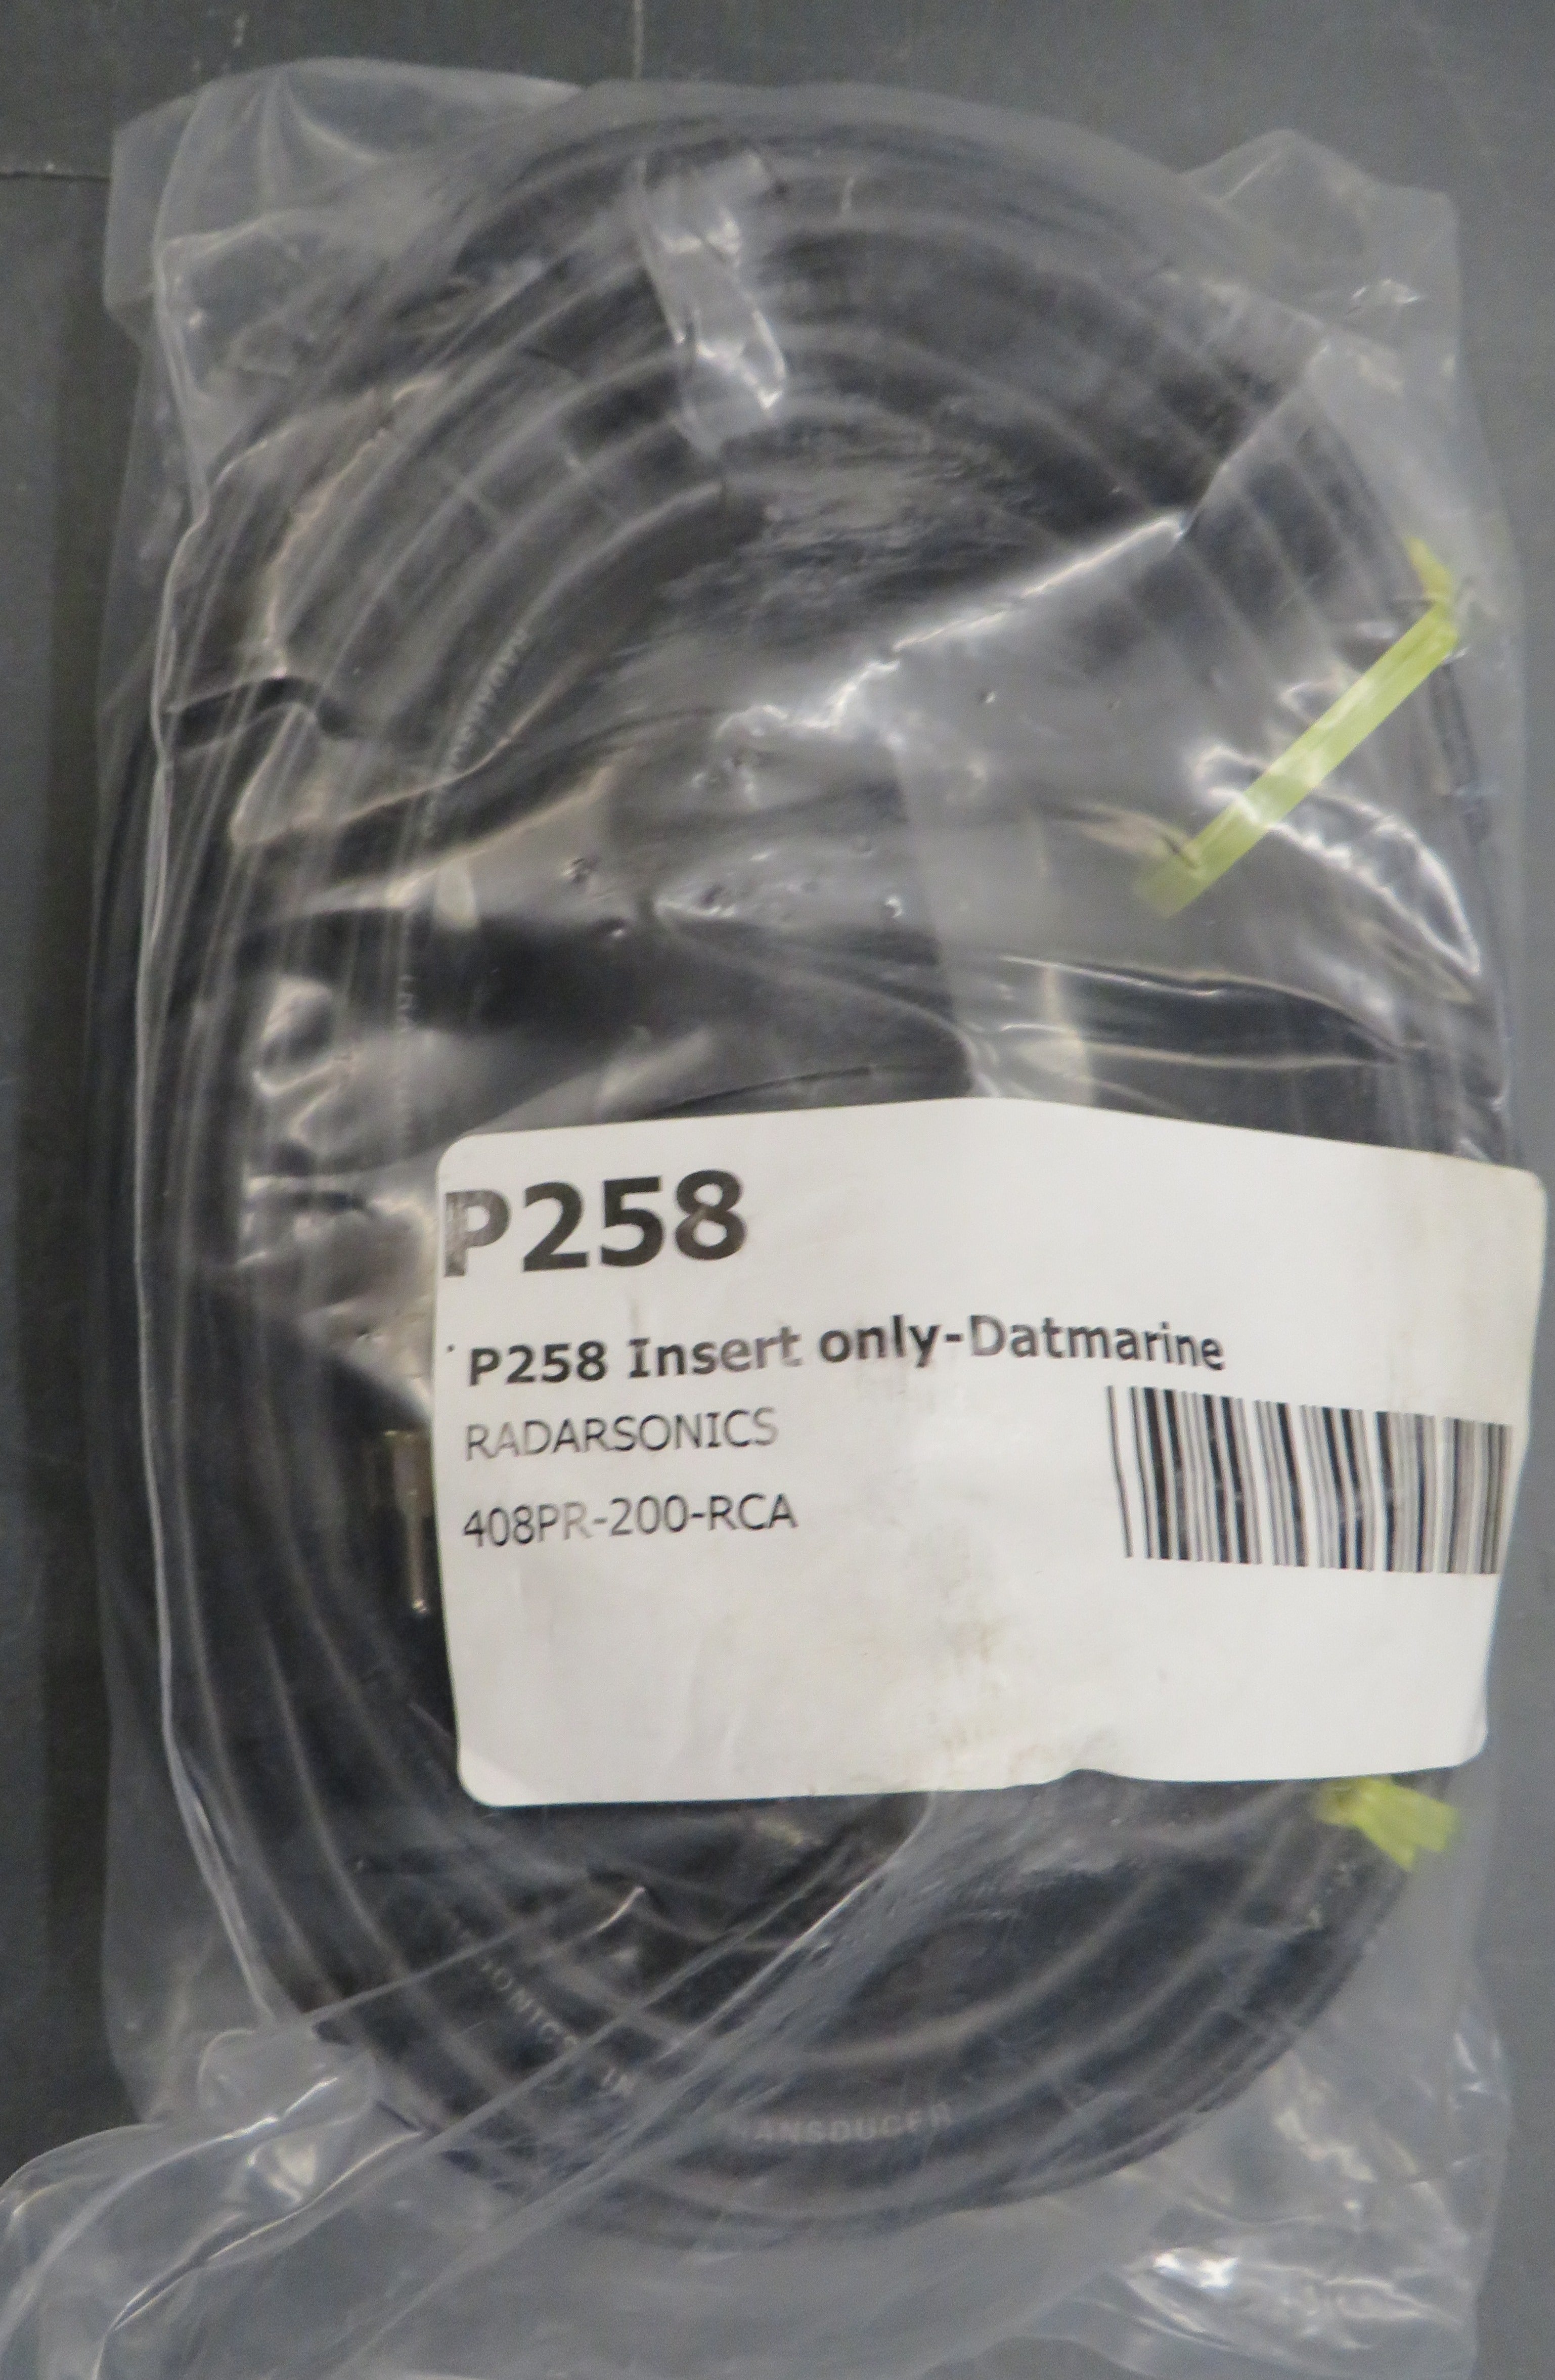 P258
P258 Insert only-Datmarine
RADARSONICS
408PR-200-RCA